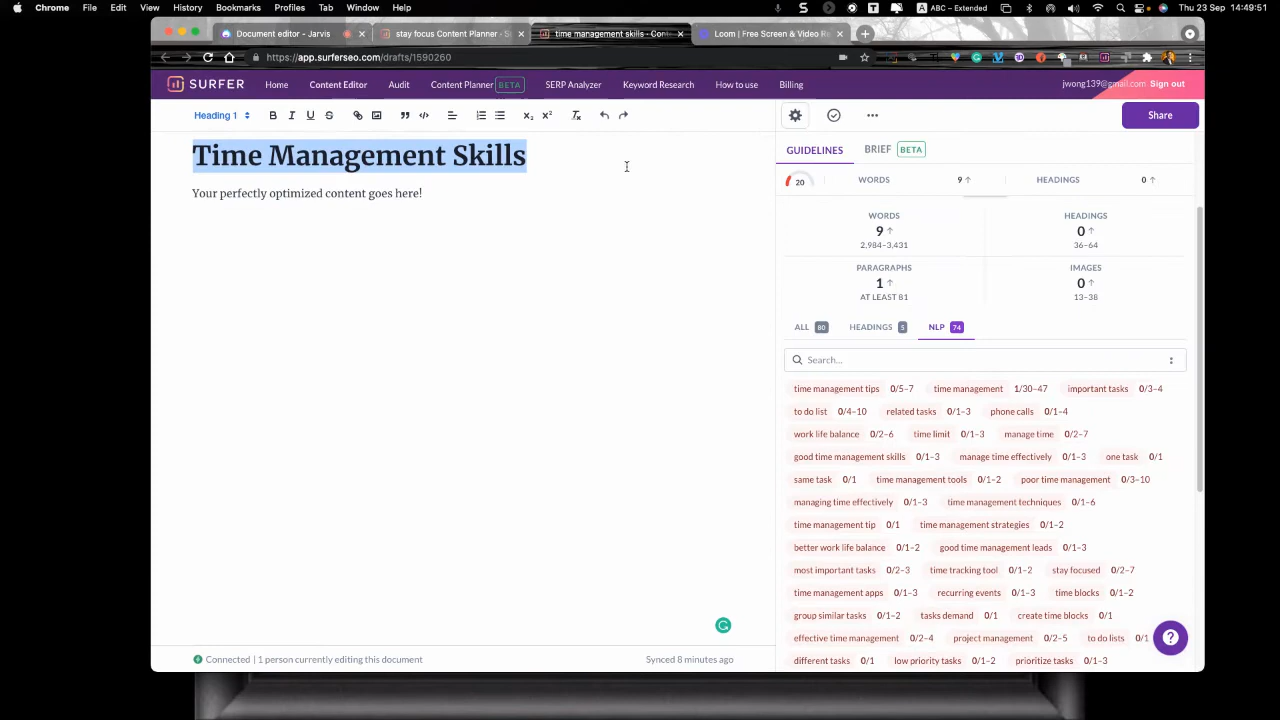 Chrome File Edit View History Bookmarks Profiles Tab Window Help ABC – Extended Thu 23 Sep 14:49:51
Document editor - Jarvis stay focus Content Planner - S time management skills - Cont Loom | Free Screen & Video Re
https://app.surferseo.com/drafts/1590260
SURFER Home Content Editor Audit Content Planner BETA SERP Analyzer Keyword Research How to use Billing jwong139@gmail.com Sign out
Heading 1 Share
Time Management Skills
Your perfectly optimized content goes here!
GUIDELINES BRIEF BETA
20 WORDS 9 ↑ HEADINGS 0 ↑
WORDS HEADINGS
9 ↑ 0 ↑
2,984–3,431 36–64
PARAGRAPHS IMAGES
1 ↑ 0 ↑
AT LEAST 81 13–38
ALL 80 HEADINGS 5 NLP 74
Search...
time management tips 0/5–7 time management 1/30–47 important tasks 0/3–4
to do list 0/4–10 related tasks 0/1–3 phone calls 0/1–4
work life balance 0/2–6 time limit 0/1–3 manage time 0/2–7
good time management skills 0/1–3 manage time effectively 0/1–3 one task 0/1
same task 0/1 time management tools 0/1–2 poor time management 0/3–10
managing time effectively 0/1–3 time management techniques 0/1–6
time management tip 0/1 time management strategies 0/1–2
better work life balance 0/1–2 good time management leads 0/1–3
most important tasks 0/2–3 time tracking tool 0/1–2 stay focused 0/2–7
time management apps 0/1–3 recurring events 0/1–3 time blocks 0/1–2
group similar tasks 0/1–2 tasks demand 0/1 create time blocks 0/1
effective time management 0/2–4 project management 0/2–5 to do lists 0/1
different tasks 0/1 low priority tasks 0/1–2 prioritize tasks 0/1–3
Connected | 1 person currently editing this document Synced 8 minutes ago